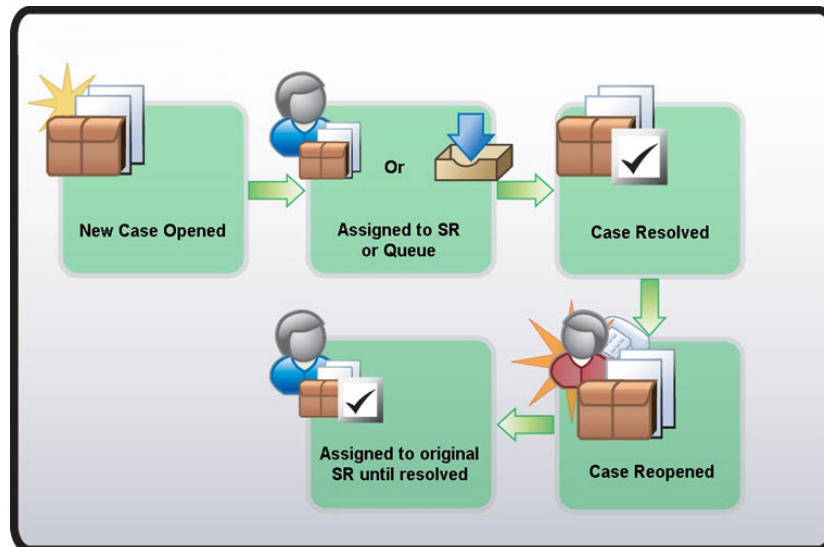 New Case Opened
Or
Assigned to SR
or Queue
Case Resolved
Case Reopened
Assigned to original
SR until resolved